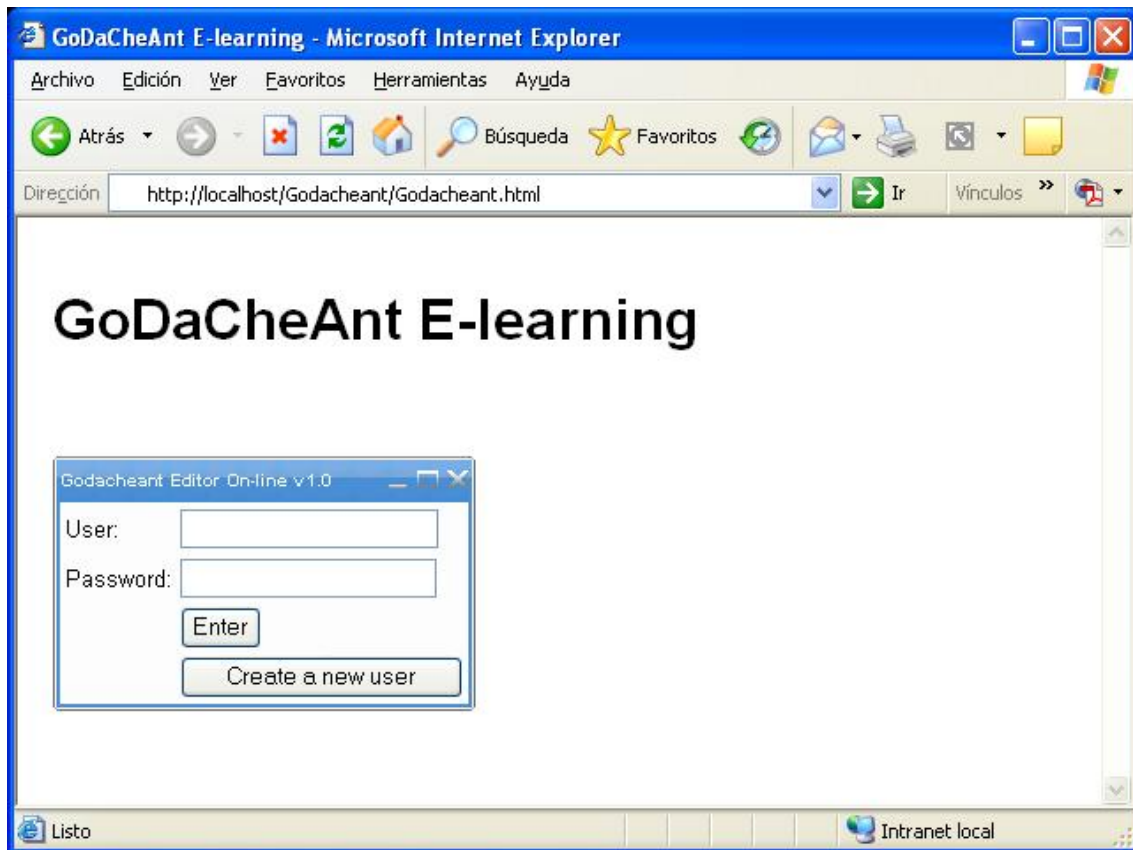 GoDaCheAnt E-learning - Microsoft Internet Explorer
Archivo Edición Ver Favoritos Herramientas Ayuda
Atrás Búsqueda Favoritos
Dirección http://localhost/Godacheant/Godacheant.html Ir Vínculos »
GoDaCheAnt E-learning
Godacheant Editor On-line v1.0
User:
Password:
Enter
Create a new user
Listo Intranet local